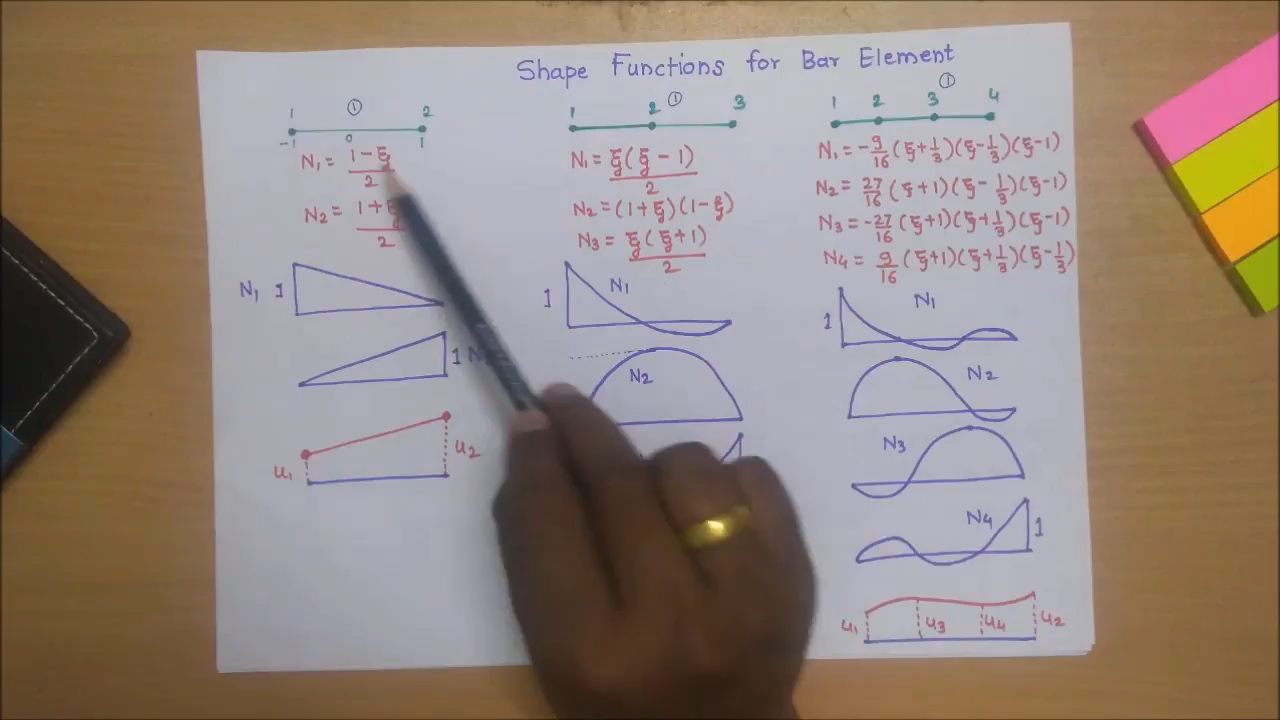 Shape Functions for Bar Element
1 ① 2
-1 0 1
N₁ = 1-ξ
2
N₂ = 1+
2
N₁ 1
1 N
u₁ u₂
1 2 ① 3
N₁ = ξ(ξ-1)
2
N₂ = (1+ξ)(1-ξ)
N₃ = ξ(ξ+1)
2
1 N₁
N₂
① 
1 2 3 4
N₁ = -9/16 (ξ+1/3)(ξ-1/3)(ξ-1)
N₂ = 27/16 (ξ+1)(ξ-1/3)(ξ-1)
N₃ = -27/16 (ξ+1)(ξ+1/3)(ξ-1)
N₄ = 9/16 (ξ+1)(ξ+1/3)(ξ-1/3)
1 N₁
N₂
N₃
N₄ 1
u₁ u₃ u₄ u₂